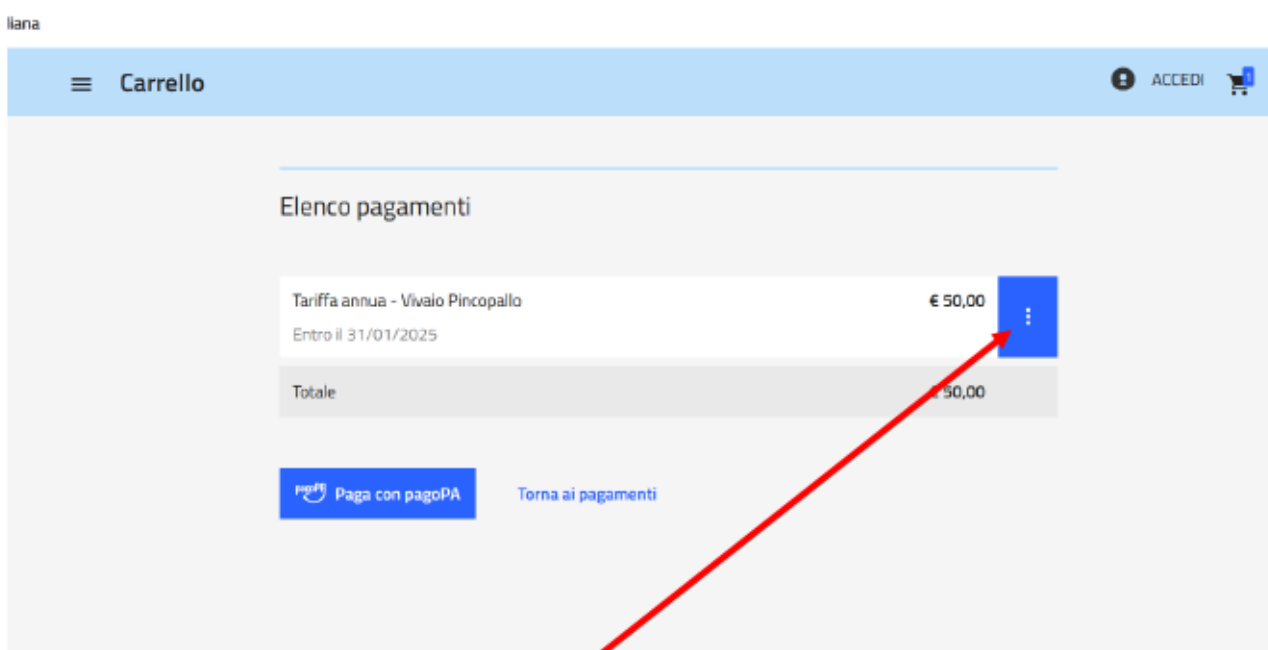 liana
Carrello
ACCEDI
1
Elenco pagamenti
Tariffa annua - Vivaio Pincopallo € 50,00
Entro il 31/01/2025
Totale € 50,00
Paga con pagoPA Torna ai pagamenti